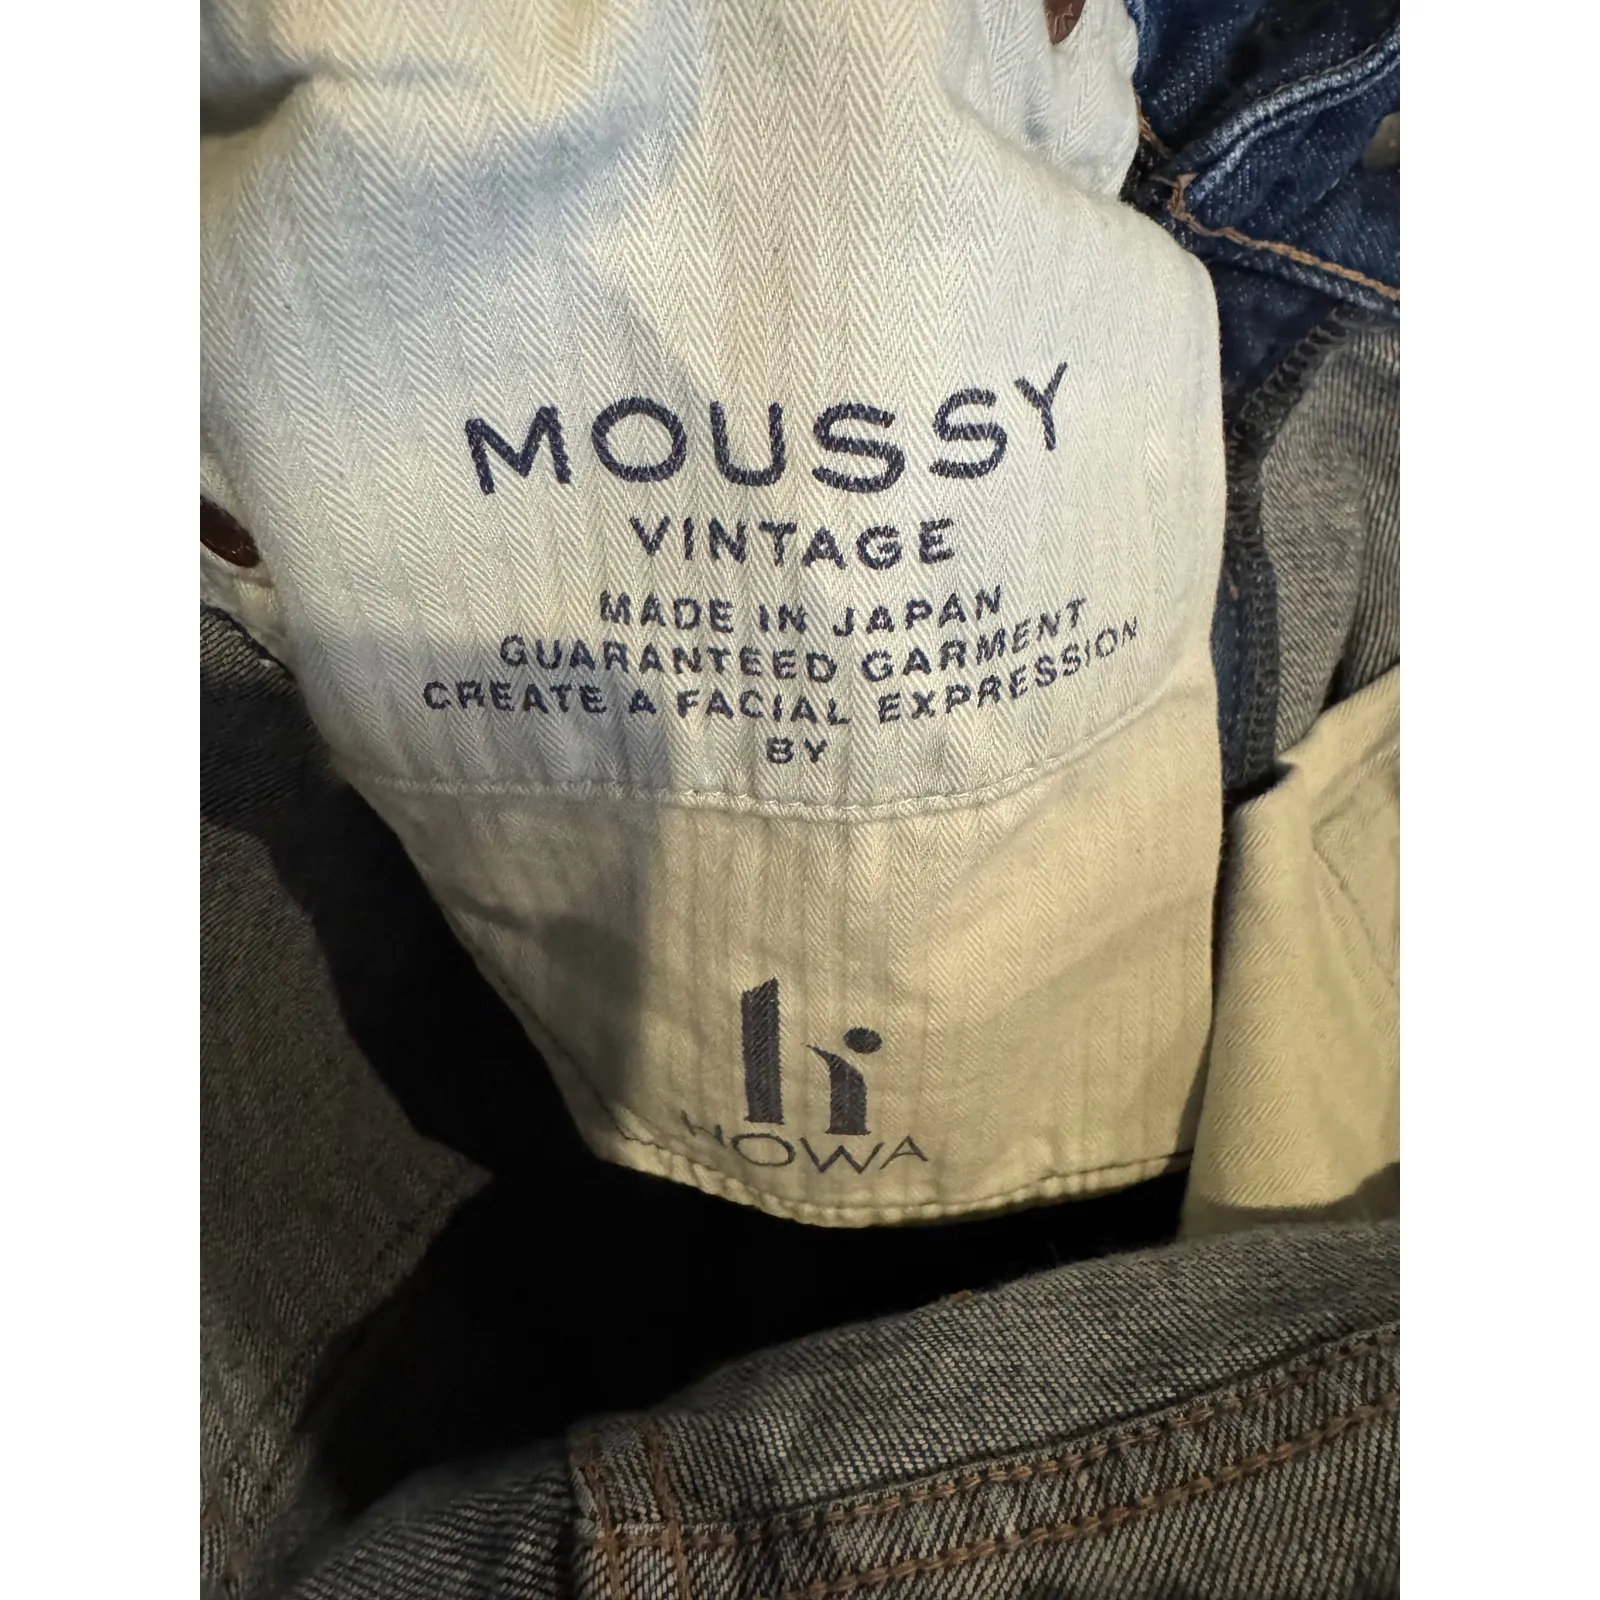 MOUSSY
VINTAGE
MADE IN JAPAN
GUARANTEED GARMENT
CREATE A FACIAL EXPRESSION
BY
HOWA